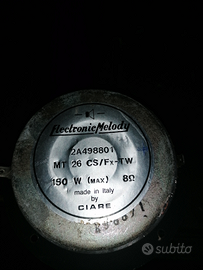 Electronic Melody
2A498801
MT 26 CS/Fx-TW
150 W (MAX) 8Ω
made in Italy
by
CIARE
subito